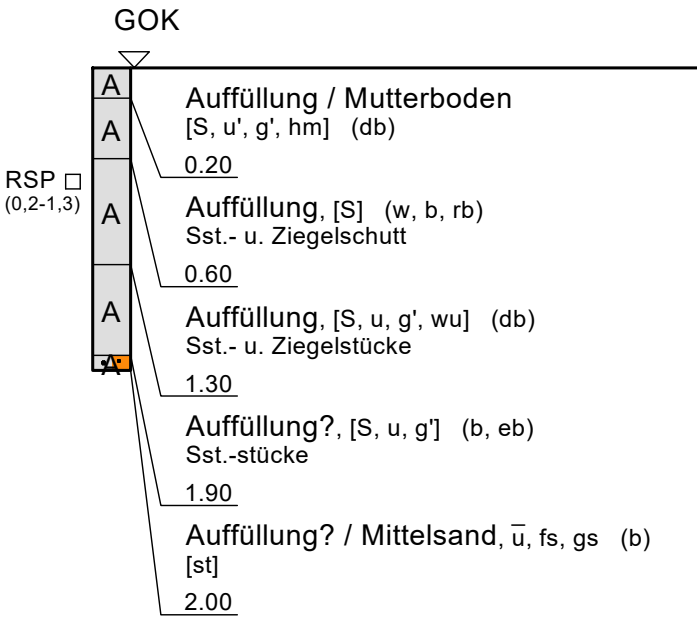 GOK
A
Auffüllung / Mutterboden
[S, u', g', hm] (db)
0.20
A
RSP □
(0,2-1,3)
Auffüllung, [S] (w, b, rb)
Sst.- u. Ziegelschutt
0.60
A
Auffüllung, [S, u, g', wu] (db)
Sst.- u. Ziegelstücke
1.30
A
Auffüllung?, [S, u, g'] (b, eb)
Sst.-stücke
1.90
A
Auffüllung? / Mittelsand, u̅, fs, gs (b)
[st]
2.00